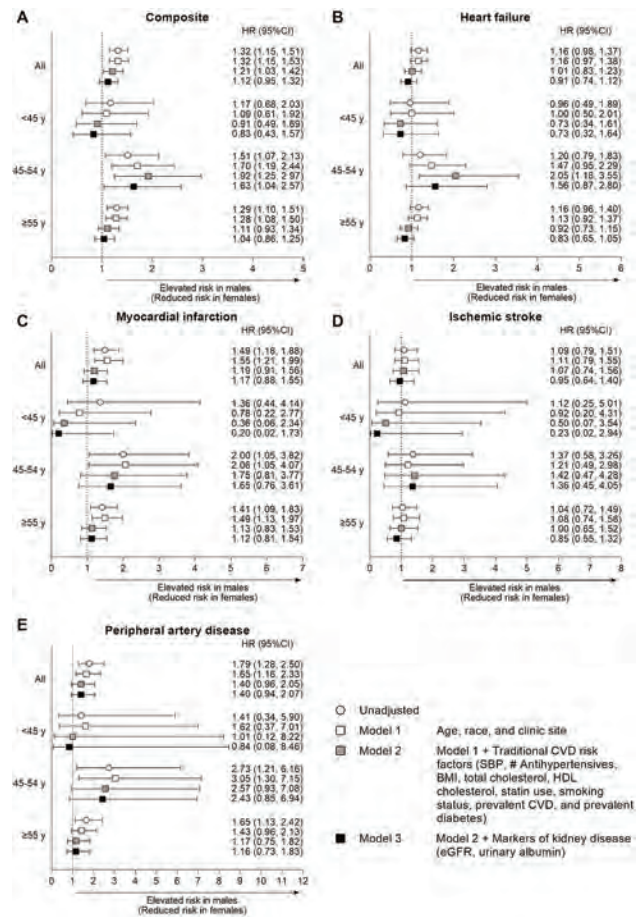 A
Composite
HR (95%CI)
All
1.32 (1.15, 1.51)
1.32 (1.15, 1.53)
1.21 (1.03, 1.42)
1.12 (0.95, 1.32)
<45 y
1.17 (0.68, 2.03)
1.09 (0.61, 1.92)
0.91 (0.49, 1.69)
0.83 (0.43, 1.57)
45-54 y
1.51 (1.07, 2.13)
1.70 (1.19, 2.44)
1.92 (1.25, 2.97)
1.63 (1.04, 2.57)
≥55 y
1.29 (1.10, 1.51)
1.28 (1.08, 1.50)
1.11 (0.93, 1.34)
1.04 (0.86, 1.25)
0 1 2 3 4 5
Elevated risk in males
(Reduced risk in females)
B
Heart failure
HR (95%CI)
All
1.16 (0.98, 1.37)
1.16 (0.97, 1.38)
1.01 (0.83, 1.23)
0.91 (0.74, 1.12)
<45 y
0.96 (0.49, 1.89)
1.00 (0.50, 2.01)
0.73 (0.34, 1.61)
0.73 (0.32, 1.64)
45-54 y
1.20 (0.79, 1.83)
1.47 (0.95, 2.29)
2.05 (1.18, 3.55)
1.56 (0.87, 2.80)
≥55 y
1.16 (0.96, 1.40)
1.13 (0.92, 1.37)
0.92 (0.73, 1.15)
0.83 (0.65, 1.05)
0 1 2 3 4 5 6
Elevated risk in males
(Reduced risk in females)
C
Myocardial infarction
HR (95%CI)
All
1.49 (1.18, 1.88)
1.55 (1.21, 1.99)
1.19 (0.91, 1.56)
1.17 (0.88, 1.55)
<45 y
1.36 (0.44, 4.14)
0.78 (0.22, 2.77)
0.36 (0.06, 2.34)
0.20 (0.02, 1.73)
45-54 y
2.00 (1.05, 3.82)
2.06 (1.05, 4.07)
1.75 (0.81, 3.77)
1.65 (0.76, 3.61)
≥55 y
1.41 (1.09, 1.83)
1.49 (1.13, 1.97)
1.13 (0.83, 1.53)
1.12 (0.81, 1.54)
0 1 2 3 4 5 6 7
Elevated risk in males
(Reduced risk in females)
D
Ischemic stroke
HR (95%CI)
All
1.09 (0.79, 1.51)
1.11 (0.79, 1.55)
1.07 (0.74, 1.56)
0.95 (0.64, 1.40)
<45 y
1.12 (0.25, 5.01)
0.92 (0.20, 4.31)
0.50 (0.07, 3.54)
0.23 (0.02, 2.94)
45-54 y
1.37 (0.58, 3.26)
1.21 (0.49, 2.98)
1.42 (0.47, 4.28)
1.36 (0.45, 4.05)
≥55 y
1.04 (0.72, 1.49)
1.08 (0.74, 1.56)
1.00 (0.65, 1.52)
0.85 (0.55, 1.32)
0 1 2 3 4 5 6 7 8
Elevated risk in males
(Reduced risk in females)
E
Peripheral artery disease
HR (95%CI)
All
1.79 (1.28, 2.50)
1.65 (1.16, 2.33)
1.40 (0.96, 2.05)
1.40 (0.94, 2.07)
<45 y
1.41 (0.34, 5.90)
1.62 (0.37, 7.01)
1.01 (0.12, 8.22)
0.84 (0.08, 8.46)
45-54 y
2.73 (1.21, 6.16)
3.05 (1.30, 7.15)
2.57 (0.93, 7.08)
2.43 (0.85, 6.94)
≥55 y
1.65 (1.13, 2.42)
1.43 (0.96, 2.13)
1.17 (0.75, 1.82)
1.16 (0.73, 1.83)
0 1 2 3 4 5 6 7 8 9 10 11 12
Elevated risk in males
(Reduced risk in females)
Unadjusted
Model 1 Age, race, and clinic site
Model 2 Model 1 + Traditional CVD risk
factors (SBP, # Antihypertensives,
BMI, total cholesterol, HDL
cholesterol, statin use, smoking
status, prevalent CVD, and prevalent
diabetes)
Model 3 Model 2 + Markers of kidney disease
(eGFR, urinary albumin)